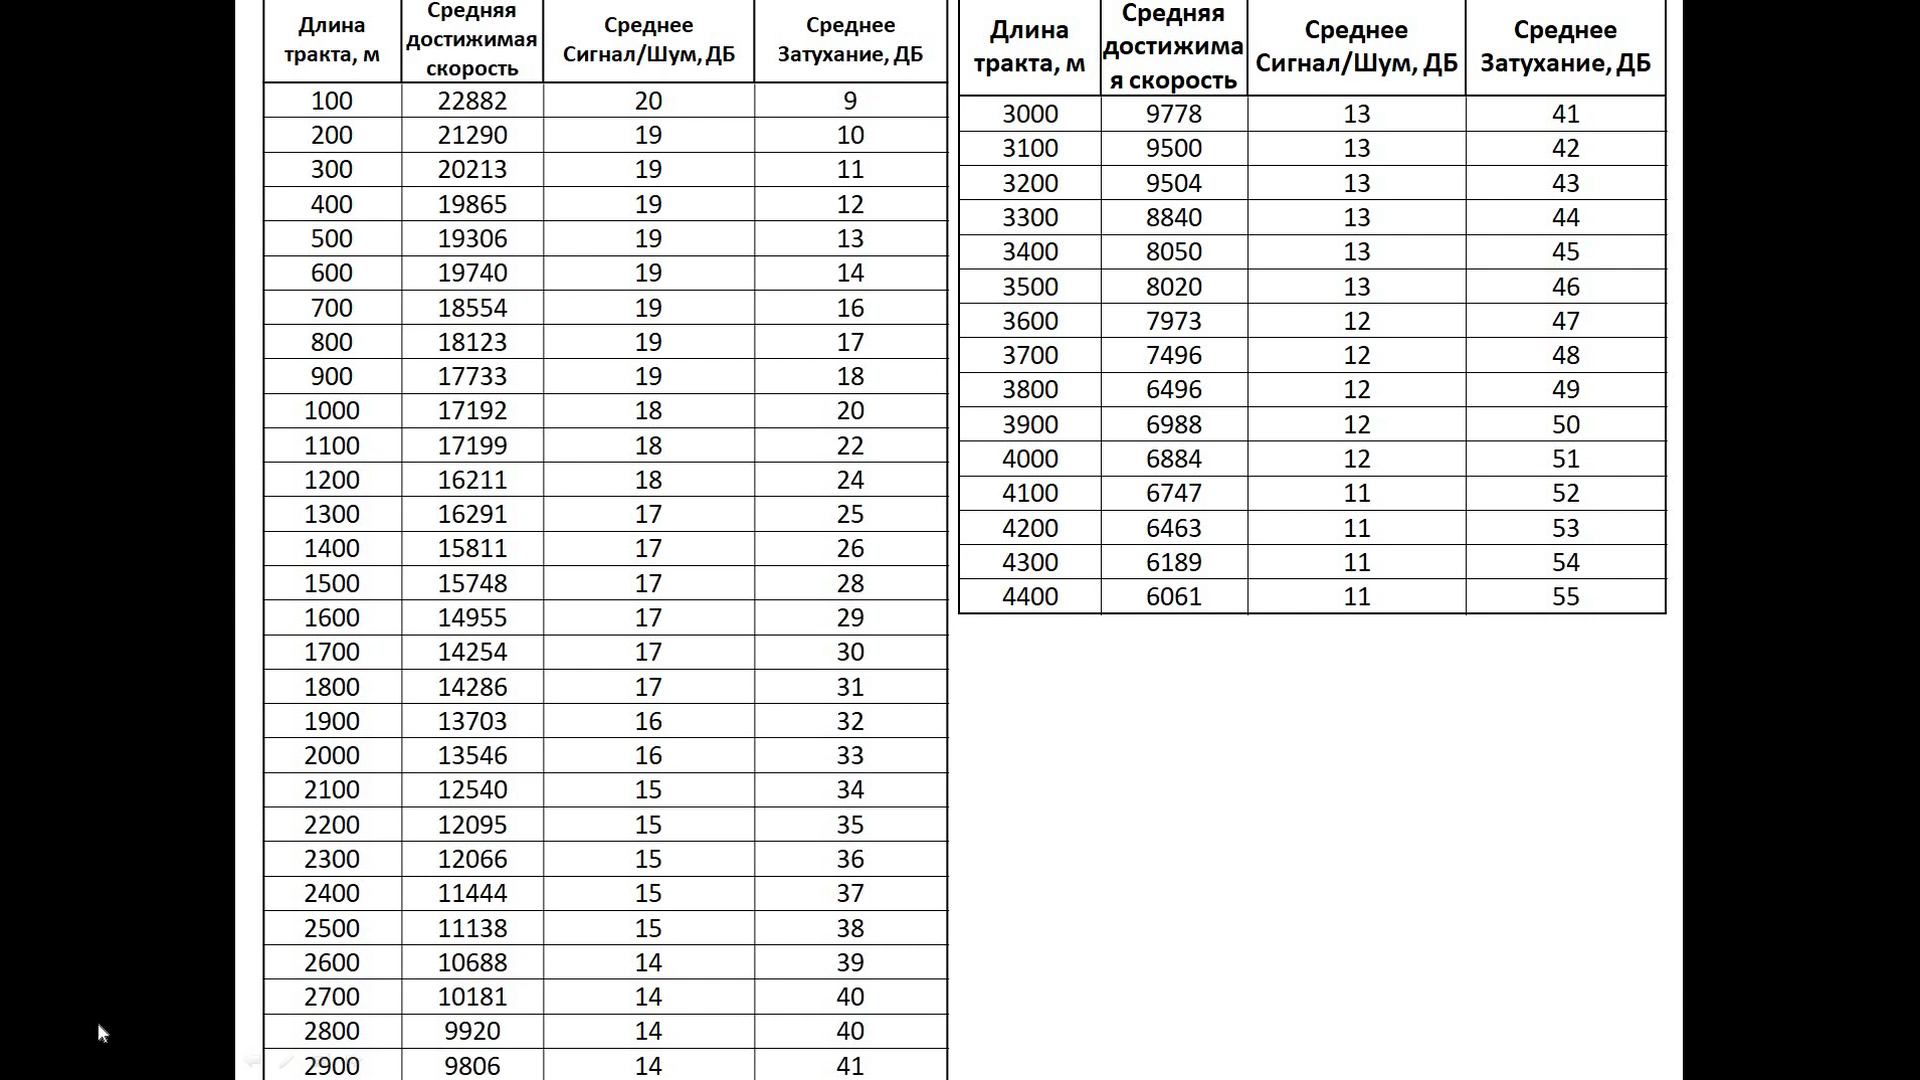 Длина тракта, м Средняя достижимая скорость Среднее Сигнал/Шум, ДБ Среднее Затухание, ДБ
100 22882 20 9
200 21290 19 10
300 20213 19 11
400 19865 19 12
500 19306 19 13
600 19740 19 14
700 18554 19 16
800 18123 19 17
900 17733 19 18
1000 17192 18 20
1100 17199 18 22
1200 16211 18 24
1300 16291 17 25
1400 15811 17 26
1500 15748 17 28
1600 14955 17 29
1700 14254 17 30
1800 14286 17 31
1900 13703 16 32
2000 13546 16 33
2100 12540 15 34
2200 12095 15 35
2300 12066 15 36
2400 11444 15 37
2500 11138 15 38
2600 10688 14 39
2700 10181 14 40
2800 9920 14 40
2900 9806 14 41
Длина тракта, м Средняя достижима я скорость Среднее Сигнал/Шум, ДБ Среднее Затухание, ДБ
3000 9778 13 41
3100 9500 13 42
3200 9504 13 43
3300 8840 13 44
3400 8050 13 45
3500 8020 13 46
3600 7973 12 47
3700 7496 12 48
3800 6496 12 49
3900 6988 12 50
4000 6884 12 51
4100 6747 11 52
4200 6463 11 53
4300 6189 11 54
4400 6061 11 55